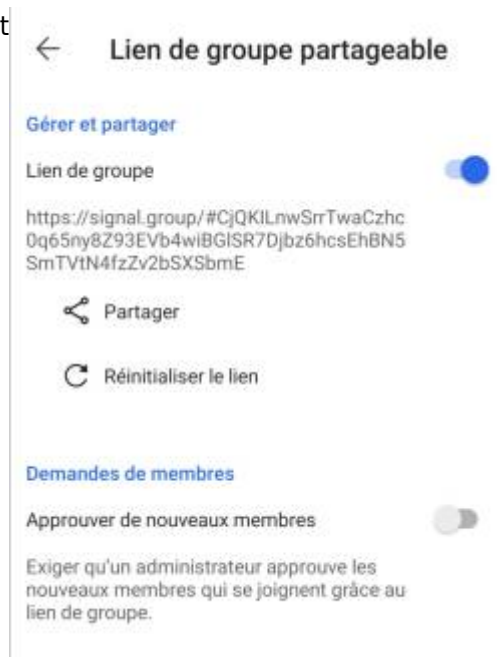 t
Lien de groupe partageable
Gérer et partager
Lien de groupe
https://signal.group/#CjQKILnwSrrTwaCzhc
0q65ny8Z93EVb4wiBGlSR7Djbz6hcsEhBN5
SmTVtN4fzZv2bSXSbmE
Partager
Réinitialiser le lien
Demandes de membres
Approuver de nouveaux membres
Exiger qu'un administrateur approuve les
nouveaux membres qui se joignent grâce au
lien de groupe.